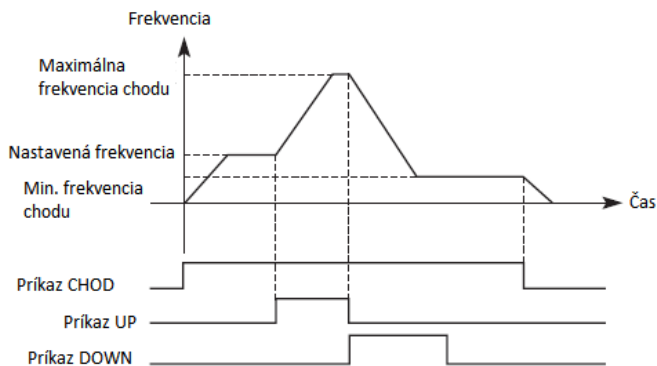 Frekvencia
Maximálna
frekvencia chodu
Nastavená frekvencia
Min. frekvencia
chodu
Čas
Príkaz CHOD
Príkaz UP
Príkaz DOWN